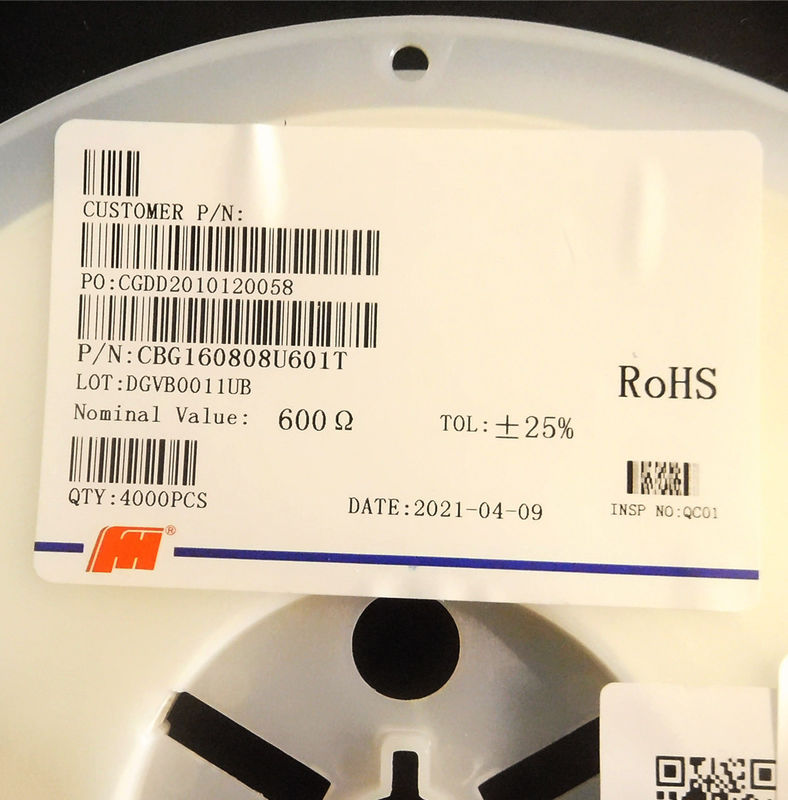 CUSTOMER P/N:
PO:CGDD2010120058
P/N:CBG160808U601T
LOT:DGVB0011UB
Nominal Value: 600Ω TOL:±25%
RoHS
QTY:4000PCS
DATE:2021-04-09
INSP NO:QC01
®